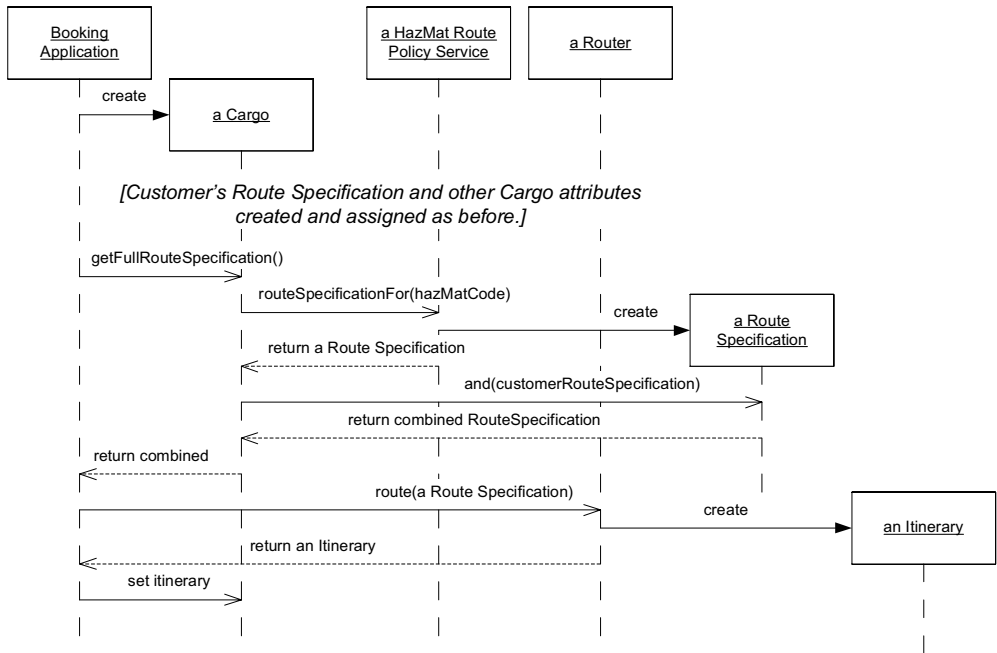 Booking
Application
a HazMat Route
Policy Service
a Router
create
a Cargo
[Customer’s Route Specification and other Cargo attributes
created and assigned as before.]
getFullRouteSpecification()
routeSpecificationFor(hazMatCode)
create
a Route
Specification
return a Route Specification
and(customerRouteSpecification)
return combined RouteSpecification
return combined
route(a Route Specification)
create
an Itinerary
return an Itinerary
set itinerary